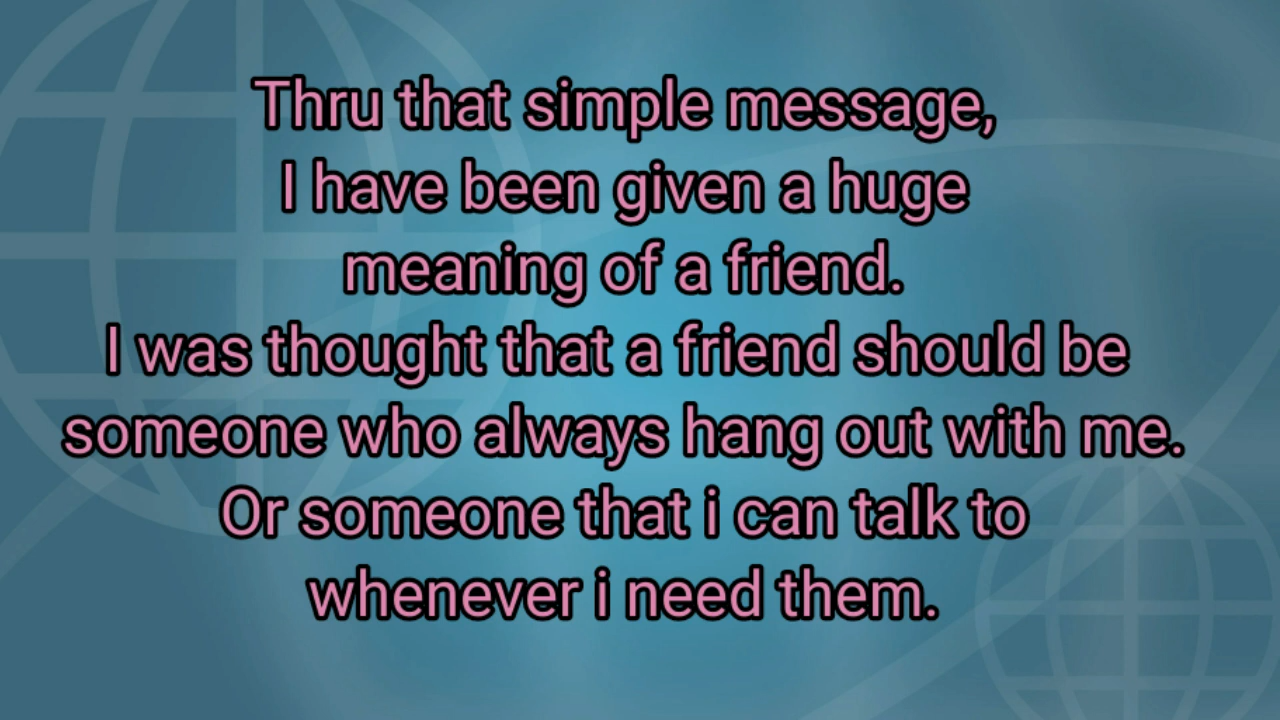 Thru that simple message,
I have been given a huge
meaning of a friend.
I was thought that a friend should be
someone who always hang out with me.
Or someone that i can talk to
whenever i need them.